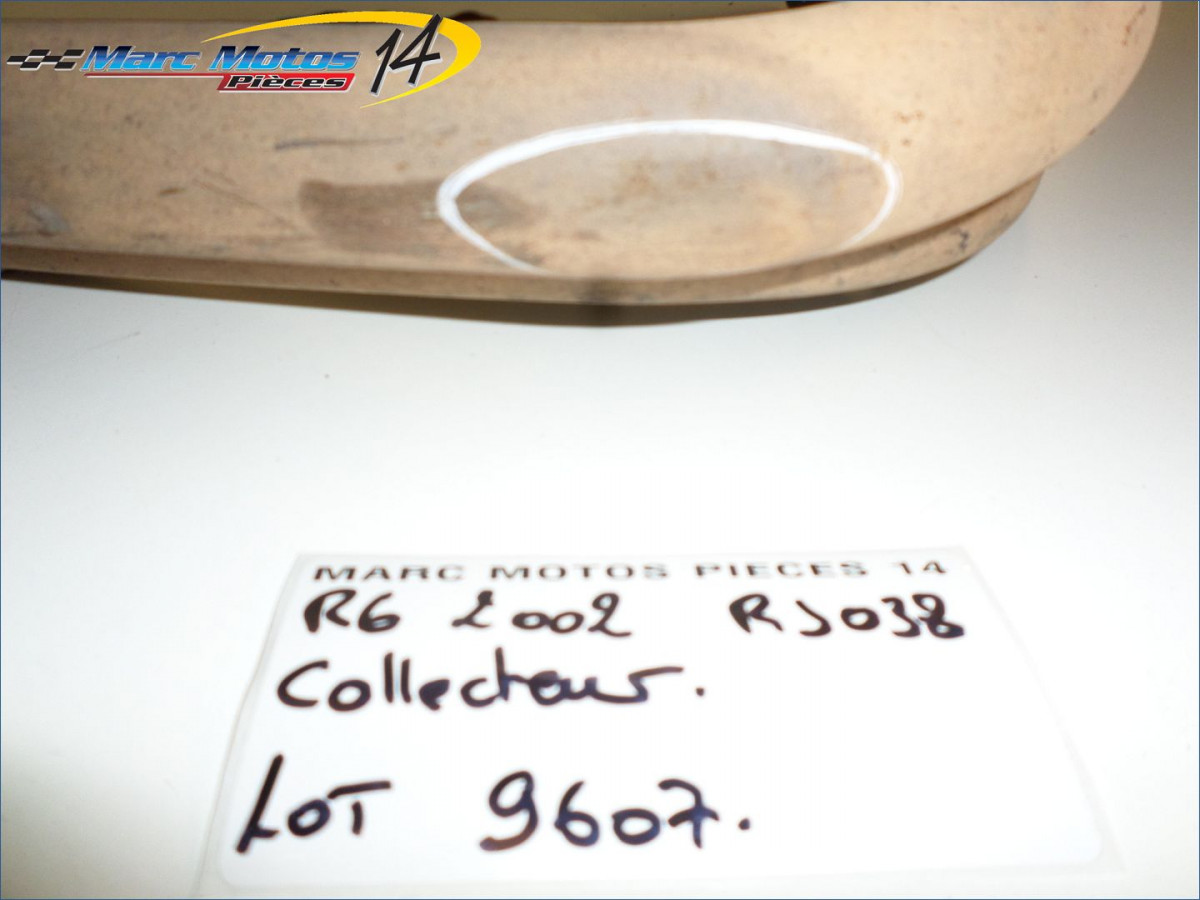 Marc Motos 14
Pièces
MARC MOTOS PIECES 14
R6 2002 RJ038
Collecteur.
LOT 9607.